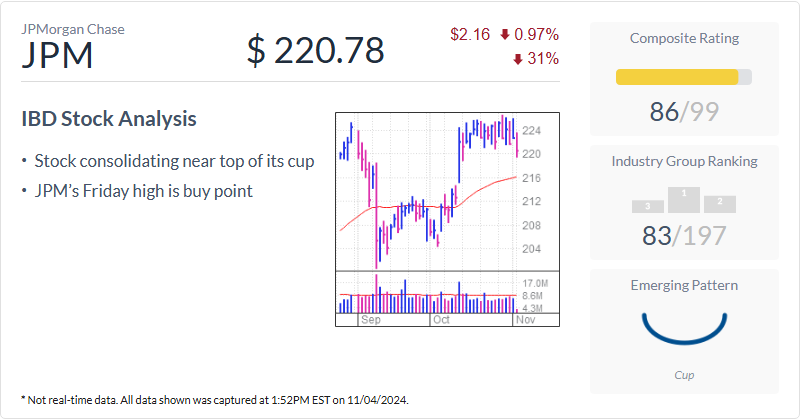 JPMorgan Chase
JPM
$ 220.78
$2.16 0.97%
31%
IBD Stock Analysis
• Stock consolidating near top of its cup
• JPM's Friday high is buy point
224
220
216
212
208
204
17.0M
8.6M
4.3M
Sep Oct Nov
Composite Rating
86/99
Industry Group Ranking
3 1 2
83/197
Emerging Pattern
Cup
* Not real-time data. All data shown was captured at 1:52PM EST on 11/04/2024.